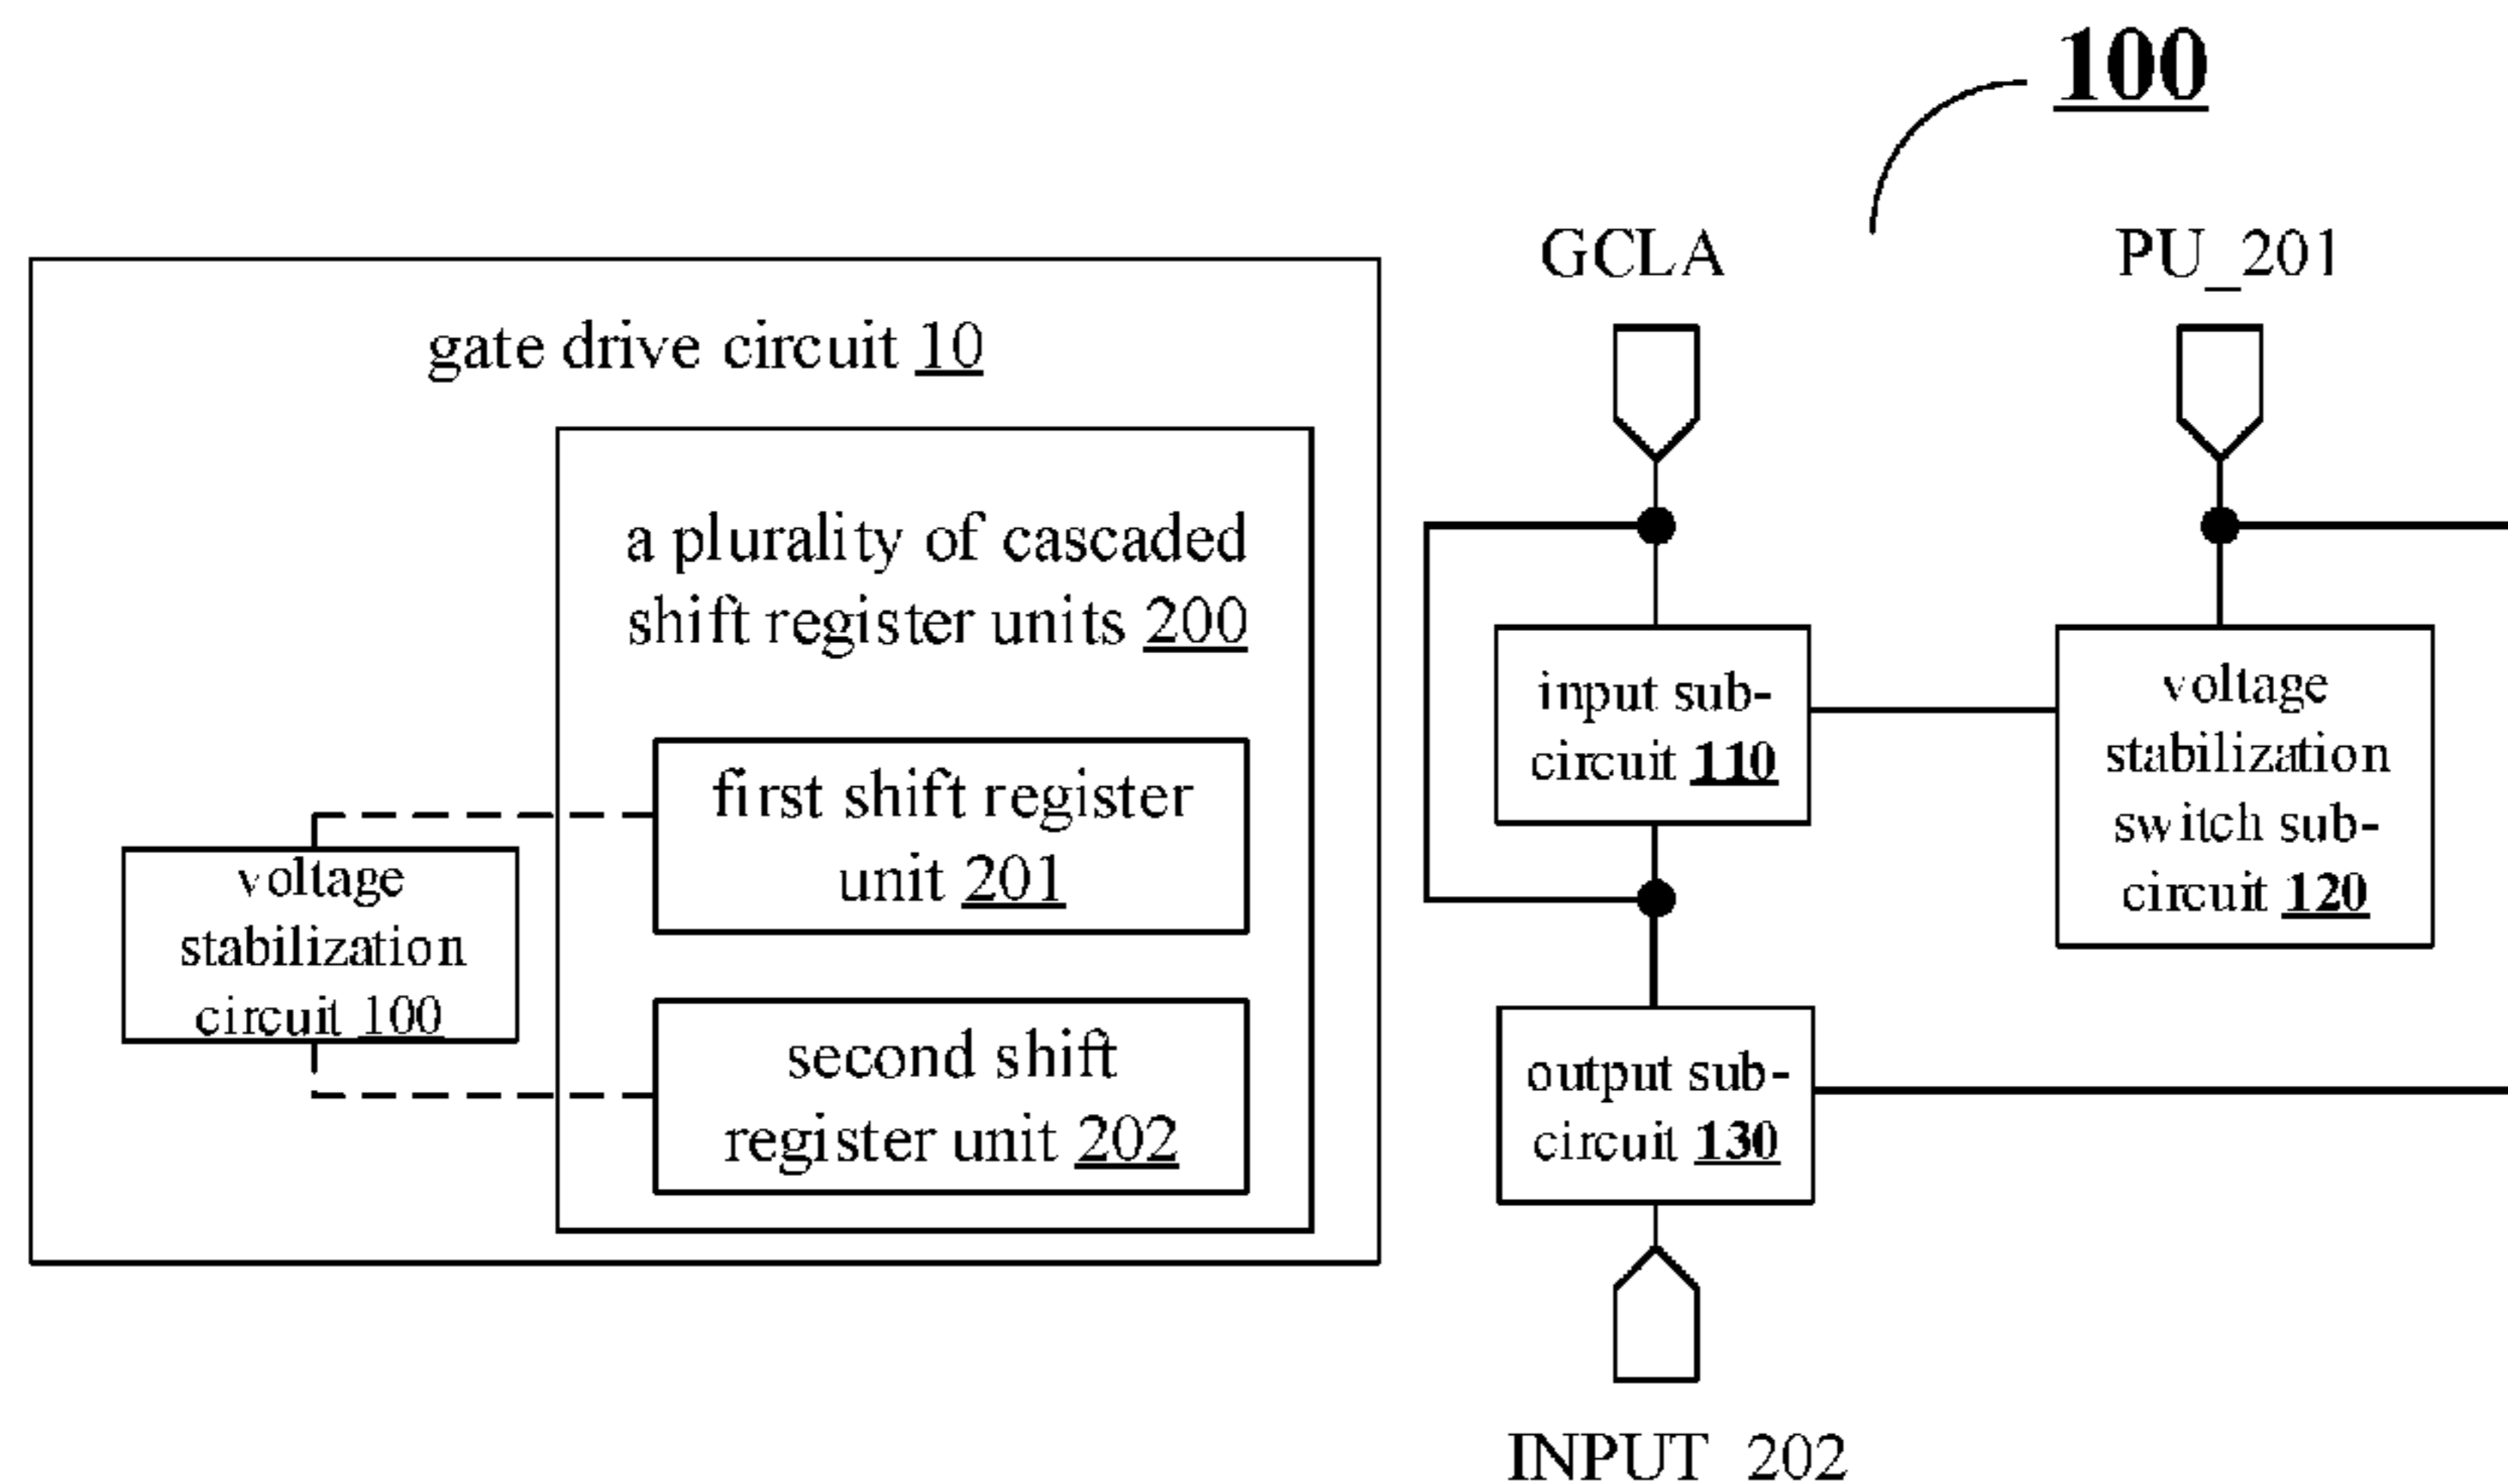 gate drive circuit 10
a plurality of cascaded
shift register units 200
first shift register
unit 201
voltage
stabilization
circuit 100
second shift
register unit 202
100
GCLA
PU_201
input sub-
circuit 110
voltage
stabilization
switch sub-
circuit 120
output sub-
circuit 130
INPUT 202